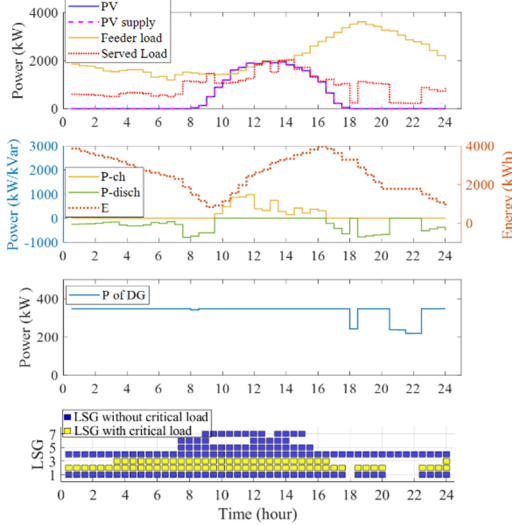 PV
PV supply
Feeder load
Served Load
Power (kW)
4000
2000
0
0 2 4 6 8 10 12 14 16 18 20 22 24
Power (kW/kVar)
3000
2000
1000
0
-1000
P-ch
P-disch
E
4000
2000
0
Energy (kWh)
0 2 4 6 8 10 12 14 16 18 20 22 24
Power (kW )
400
200
0
P of DG
0 2 4 6 8 10 12 14 16 18 20 22 24
LSG without critical load
LSG with critical load
LSG
7
5
3
1
0 2 4 6 8 10 12 14 16 18 20 22 24
Time (hour)